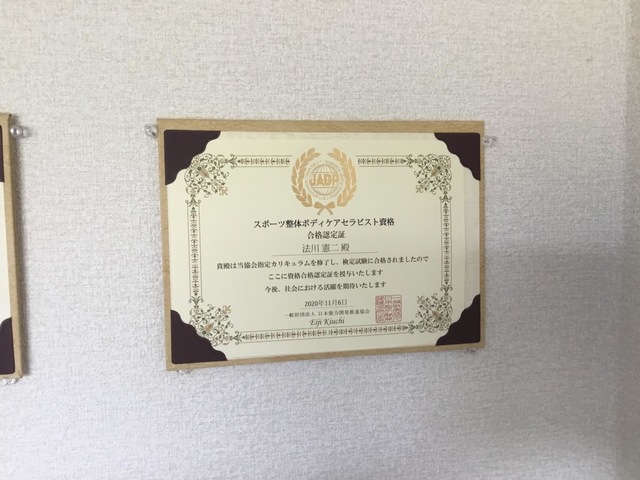 JADP
スポーツ整体ボディケアセラピスト資格
合格認定証
法川 憲二 殿
貴殿は当協会指定カリキュラムを修了し、検定試験に合格されましたので
ここに資格合格認定証を授与いたします
今後、社会における活躍を期待いたします
2020年11月6日
一般財団法人 日本能力開発推進協会
Eiji Kiuchi